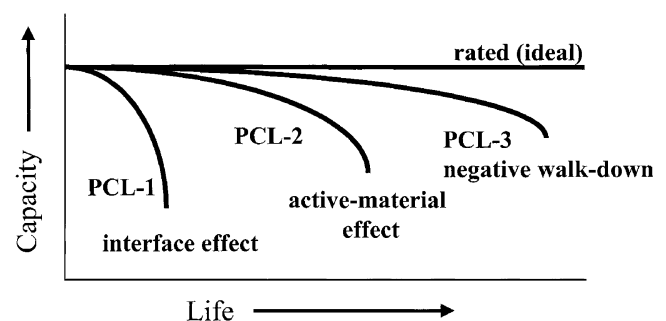 rated (ideal)
PCL-1
PCL-2
PCL-3
negative walk-down
active-material
effect
interface effect
Capacity
Life